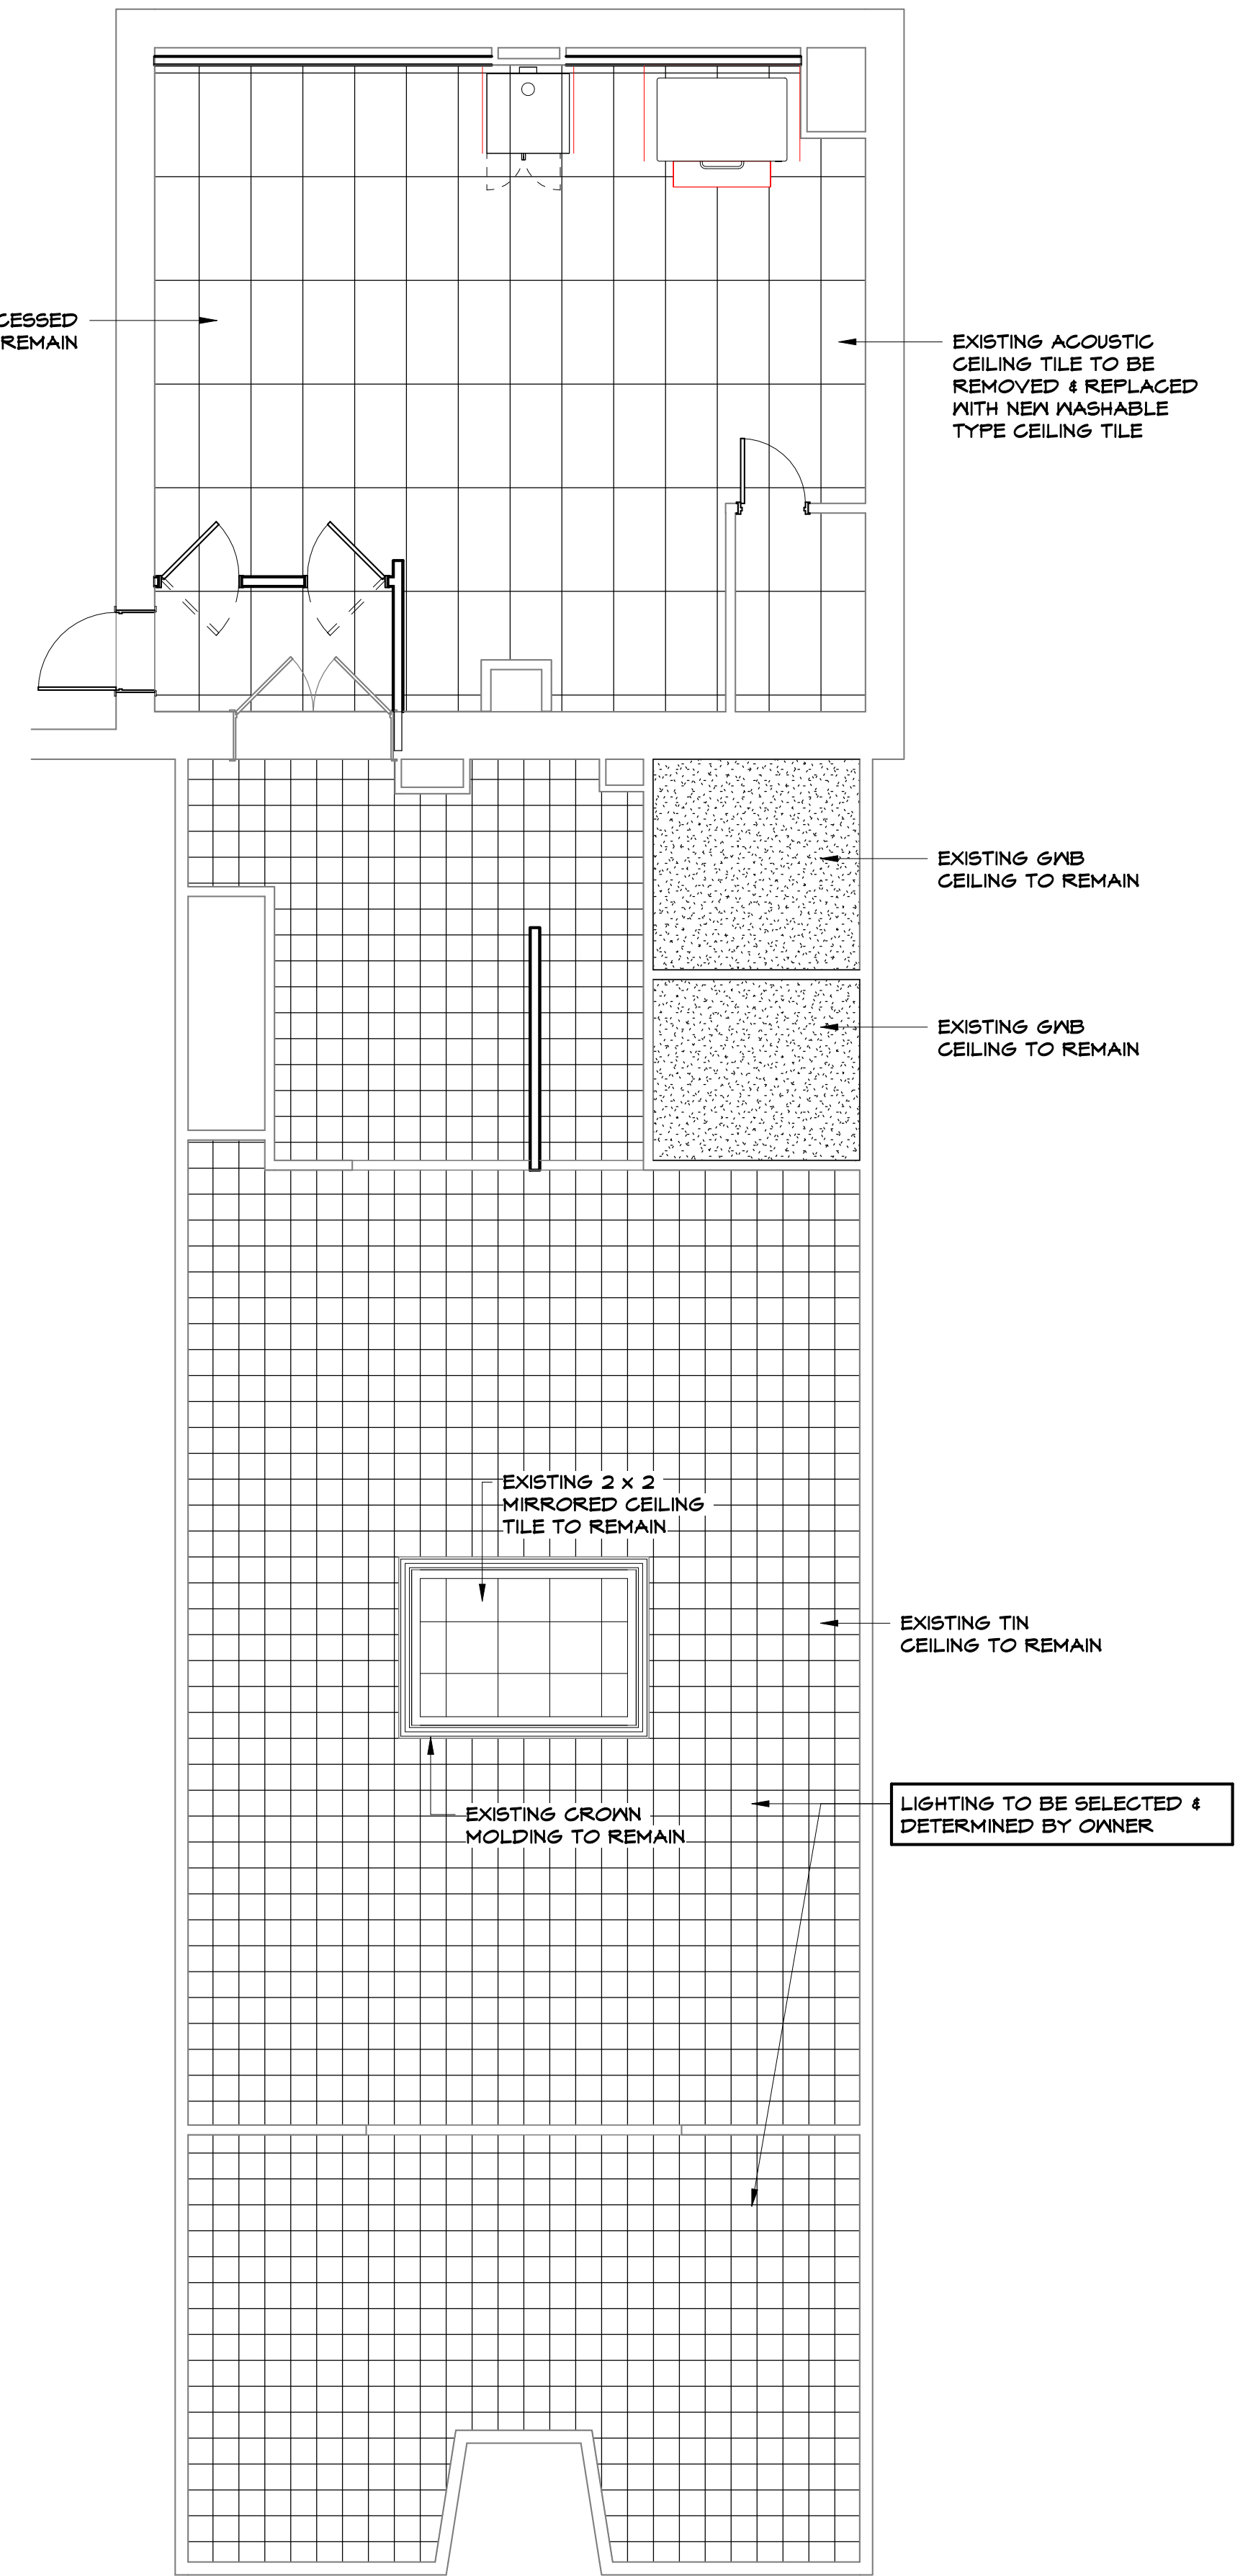 REMAIN
EXISTING ACOUSTIC
CEILING TILE TO BE
REMOVED & REPLACED
WITH NEW WASHABLE
TYPE CEILING TILE
EXISTING GWB
CEILING TO REMAIN
EXISTING GWB
CEILING TO REMAIN
EXISTING 2 x 2
MIRRORED CEILING
TILE TO REMAIN
EXISTING TIN
CEILING TO REMAIN
EXISTING CROWN
MOLDING TO REMAIN
LIGHTING TO BE SELECTED &
DETERMINED BY OWNER